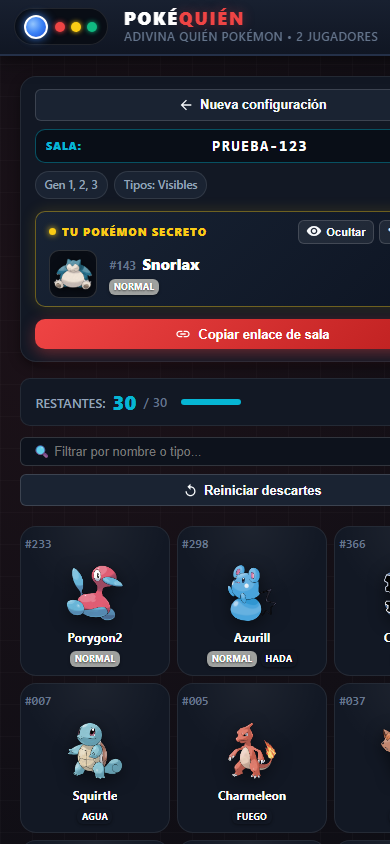 POKÉQUIÉN
ADIVINA QUIÉN POKÉMON • 2 JUGADORES
Nueva configuración
SALA: PRUEBA-123
Gen 1, 2, 3 Tipos: Visibles
TU POKÉMON SECRETO Ocultar
#143 Snorlax
NORMAL
Copiar enlace de sala
RESTANTES: 30 / 30
Filtrar por nombre o tipo...
Reiniciar descartes
#233 #298 #366
Porygon2 Azurill
NORMAL NORMAL HADA
#007 #005 #037
Squirtle Charmeleon
AGUA FUEGO